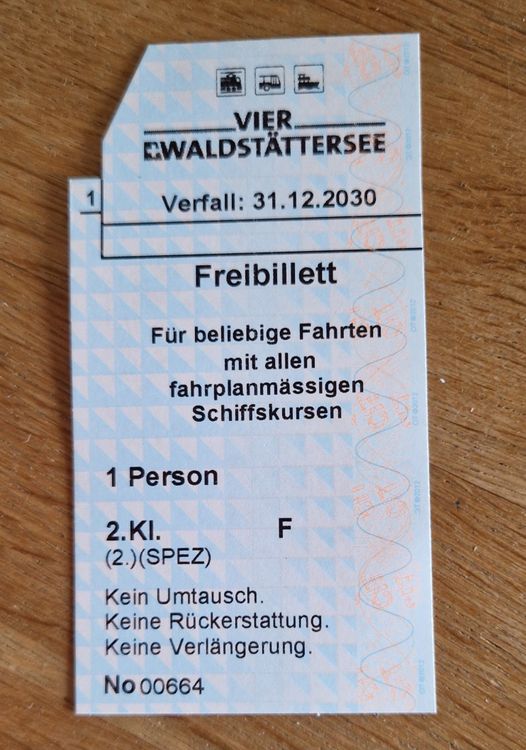 VIER
WALDSTÄTTERSEE
1
Verfall: 31.12.2030
Freibillett
Für beliebige Fahrten
mit allen
fahrplanmässigen
Schiffskursen
1 Person
2.Kl. F
(2.)(SPEZ)
Kein Umtausch.
Keine Rückerstattung.
Keine Verlängerung.
No 00664